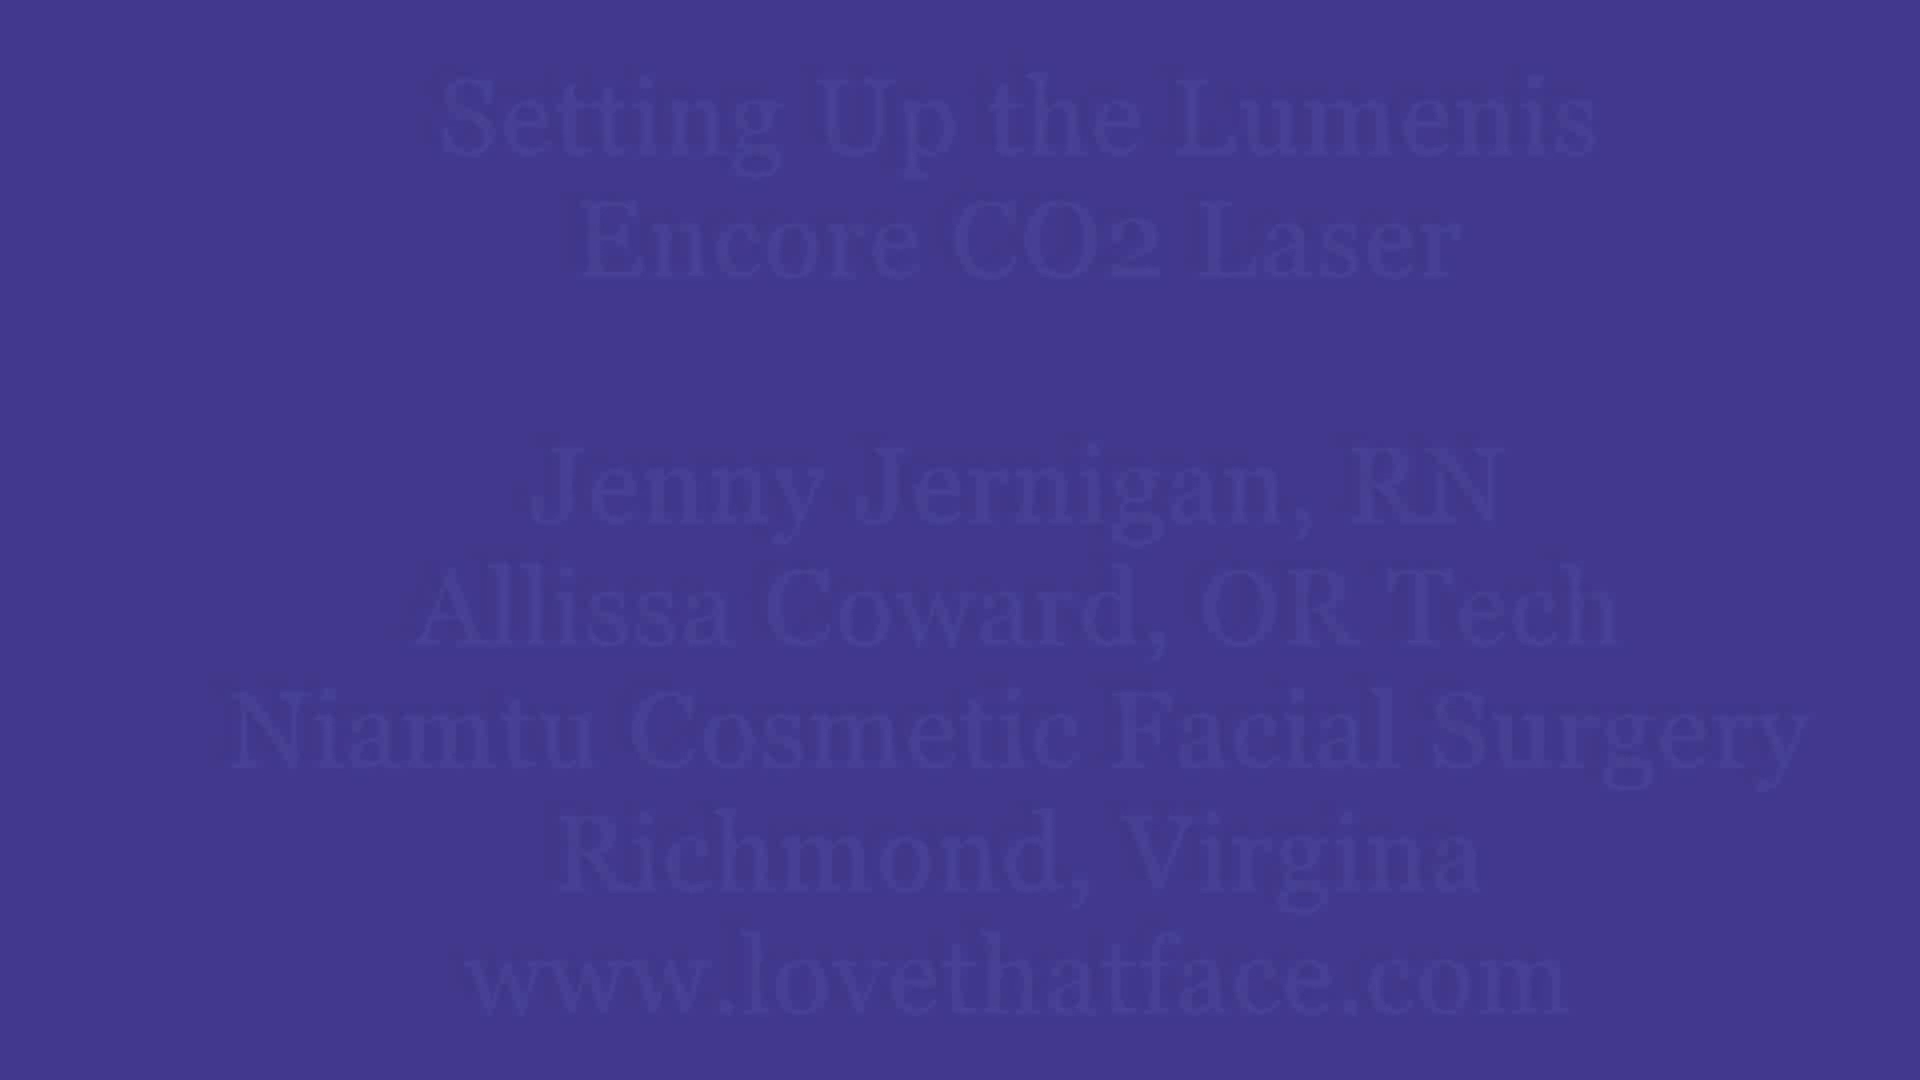 Setting Up the Lumenis
Encore CO2 Laser
Jenny Jernigan, RN
Allissa Coward, OR Tech
Niamtu Cosmetic Facial Surgery
Richmond, Virgina
www.lovethatface.com